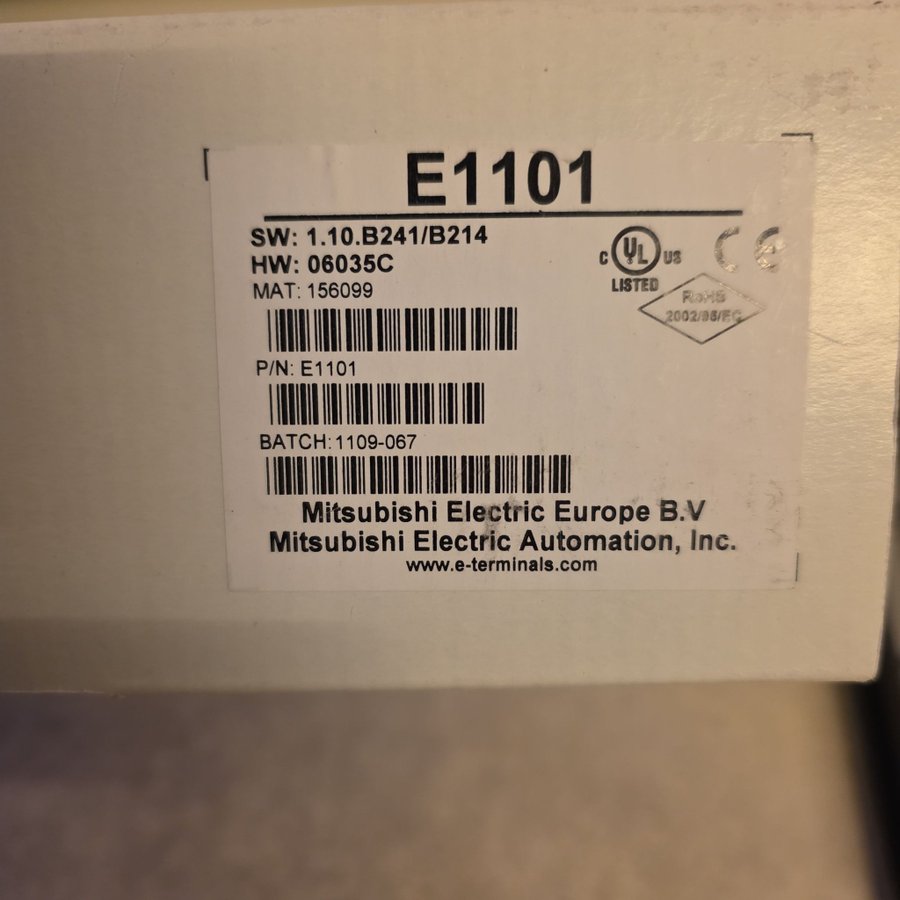 E1101
SW: 1.10.B241/B214
HW: 06035C
MAT: 156099
P/N: E1101
BATCH: 1109-067
C UL US
LISTED
CE
RoHS
2002/95/EC
Mitsubishi Electric Europe B.V
Mitsubishi Electric Automation, Inc.
www.e-terminals.com